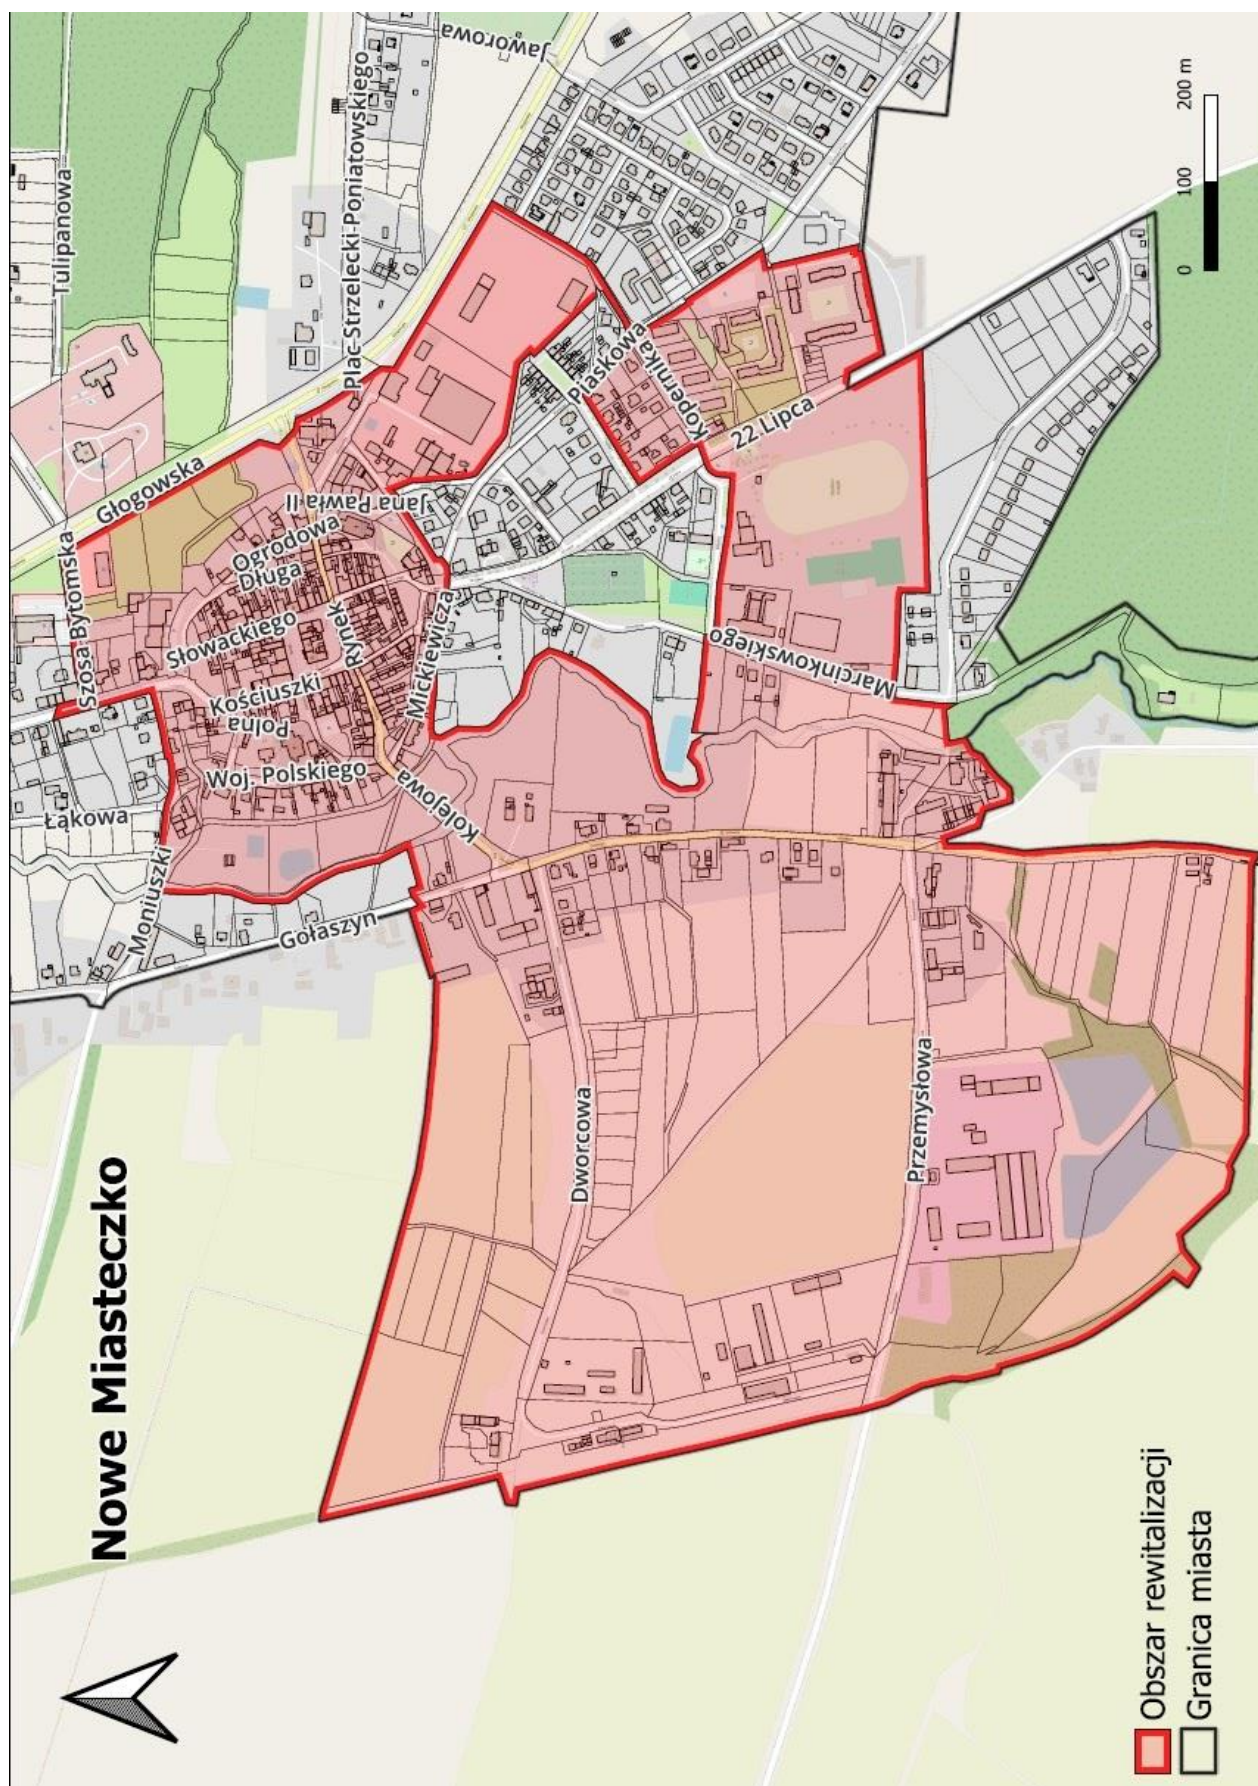 Nowe Miasteczko
Tulipanowa
Jaworowa
Plac-Strzelecki-Poniatowskiego
Szosa-Bytomska
Głogowska
Łąkowa
Moniuszki
Gołaszyn
Polna
Kościuszki
Słowackiego
Długa
Ogrodowa
Jana Pawła II
Woj. Polskiego
Rynek
Mickiewicza
Kolejowa
Piaskowa
Kopernika
22 Lipca
Marcinkowskiego
Dworcowa
Przemysłowa
0 100 200 m
Obszar rewitalizacji
Granica miasta